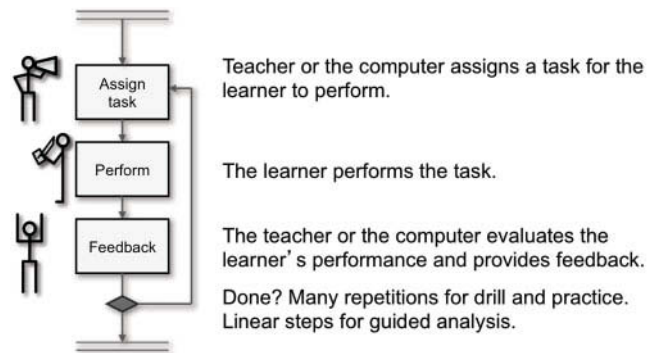 Assign
task
Teacher or the computer assigns a task for the
learner to perform.
Perform
The learner performs the task.
Feedback
The teacher or the computer evaluates the
learner’s performance and provides feedback.
Done? Many repetitions for drill and practice.
Linear steps for guided analysis.